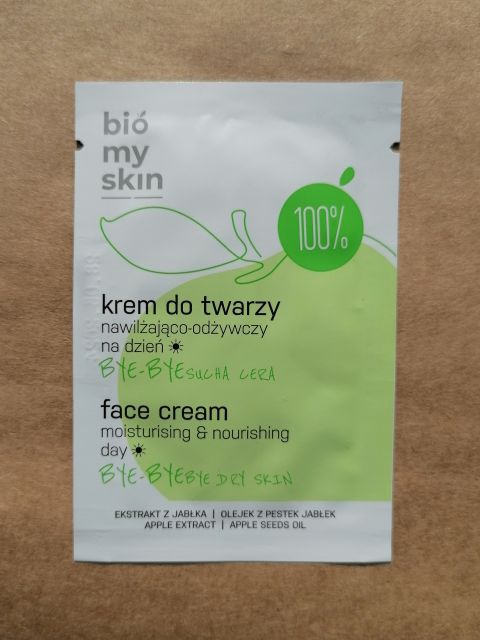 bió
my
skin
100%
krem do twarzy
nawilżająco-odżywczy
na dzień
BYE-BYE SUCHA CERA
face cream
moisturising & nourishing
day
BYE-BYE BYE DRY SKIN
EKSTRAKT Z JABŁKA | OLEJEK Z PESTEK JABŁEK
APPLE EXTRACT | APPLE SEEDS OIL